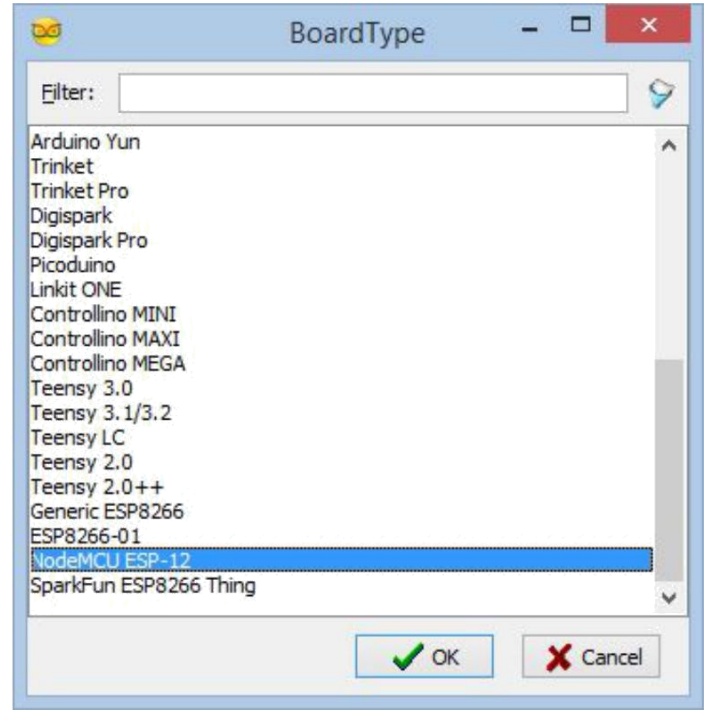 BoardType
Filter:
Arduino Yun
Trinket
Trinket Pro
Digispark
Digispark Pro
Picoduino
Linkit ONE
Controllino MINI
Controllino MAXI
Controllino MEGA
Teensy 3.0
Teensy 3.1/3.2
Teensy LC
Teensy 2.0
Teensy 2.0++
Generic ESP8266
ESP8266-01
NodeMCU ESP-12
SparkFun ESP8266 Thing
OK Cancel